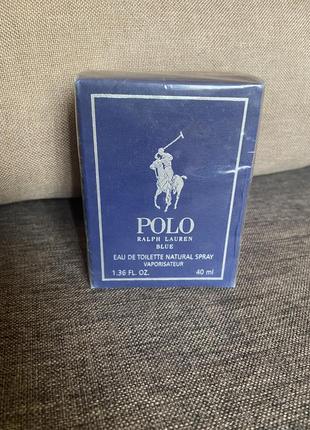 POLO
RALPH LAUREN
BLUE
EAU DE TOILETTE NATURAL SPRAY
VAPORISATEUR
1.36 FL. OZ. 40 ml